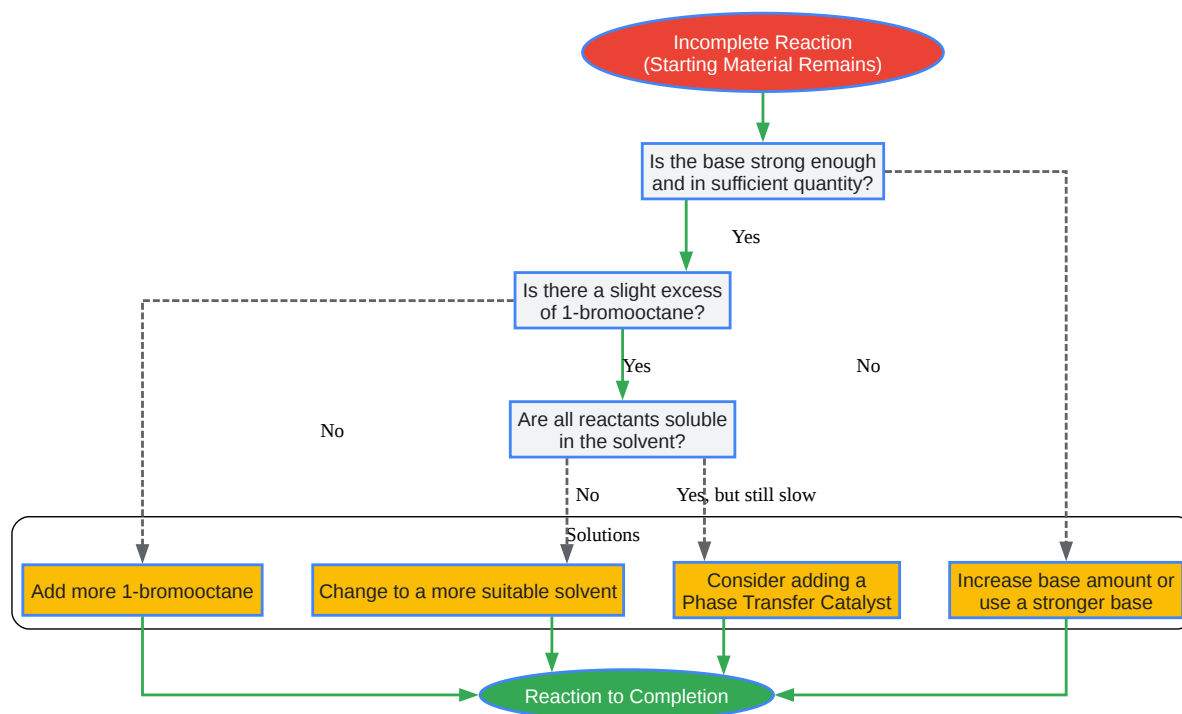 Incomplete Reaction
(Starting Material Remains)
Is the base strong enough
and in sufficient quantity?
Yes
Is there a slight excess
of 1-bromooctane?
Yes
No
Are all reactants soluble
in the solvent?
No
No
Yes, but still slow
Solutions
Add more 1-bromooctane
Change to a more suitable solvent
Consider adding a
Phase Transfer Catalyst
Increase base amount or
use a stronger base
Reaction to Completion